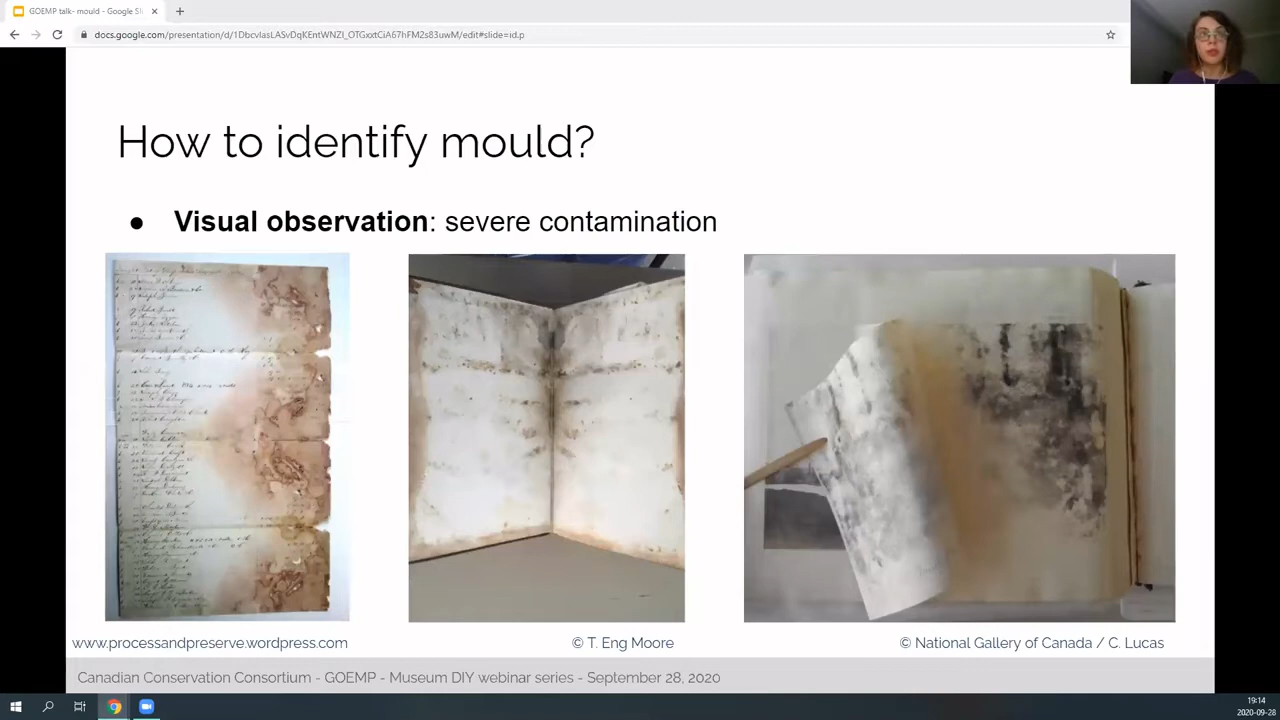 GOEMP talk- mould - Google Sli
docs.google.com/presentation/d/1DbcvIasLASvDqKEntWNZI_OTGxxtCiA67hFM2s83uwM/edit#slide=id.p
How to identify mould?
● Visual observation: severe contamination
www.processandpreserve.wordpress.com
© T. Eng Moore
© National Gallery of Canada / C. Lucas
Canadian Conservation Consortium - GOEMP - Museum DIY webinar series - September 28, 2020
19:14
2020-09-28